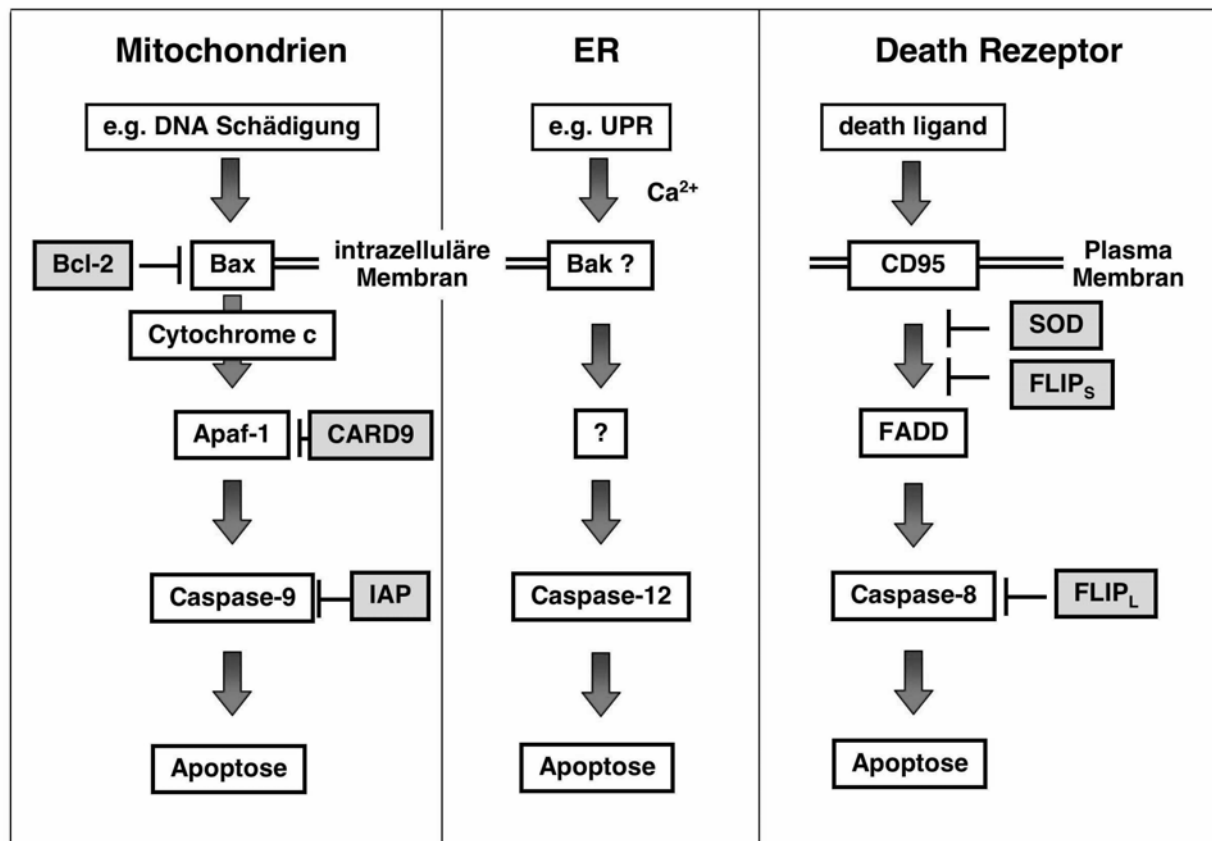 Mitochondrien
e.g. DNA Schädigung
Bcl-2
Bax
intrazelluläre
Membran
Cytochrome c
Apaf-1
CARD9
Caspase-9
IAP
Apoptose
ER
e.g. UPR
Ca²⁺
Bak ?
?
Caspase-12
Apoptose
Death Rezeptor
death ligand
CD95
Plasma
Membran
SOD
FLIPS
FADD
Caspase-8
FLIPL
Apoptose